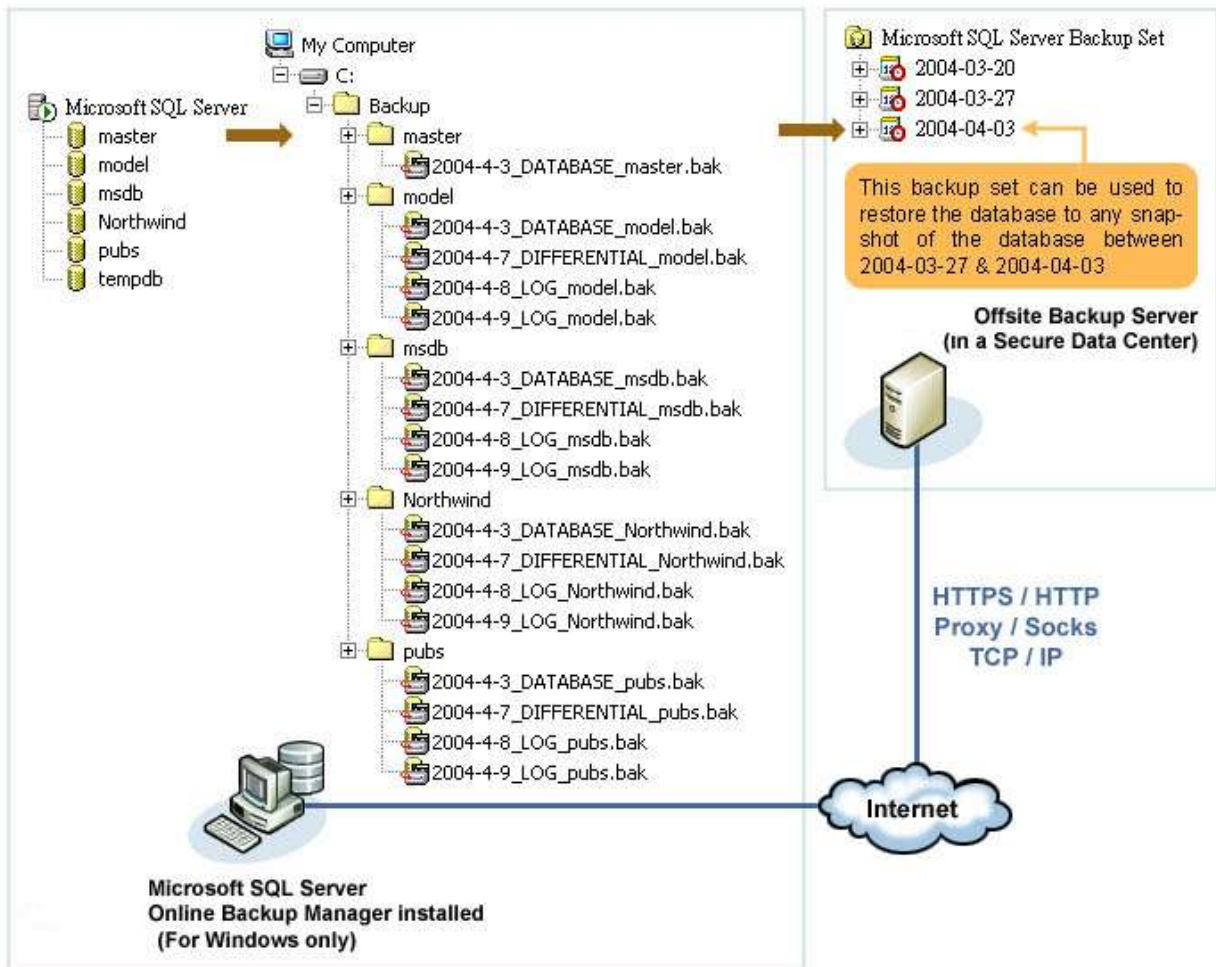 Microsoft SQL Server
master
model
msdb
Northwind
pubs
tempdb
My Computer
C:
Backup
master
2004-4-3_DATABASE_master.bak
model
2004-4-3_DATABASE_model.bak
2004-4-7_DIFFERENTIAL_model.bak
2004-4-8_LOG_model.bak
2004-4-9_LOG_model.bak
msdb
2004-4-3_DATABASE_msdb.bak
2004-4-7_DIFFERENTIAL_msdb.bak
2004-4-8_LOG_msdb.bak
2004-4-9_LOG_msdb.bak
Northwind
2004-4-3_DATABASE_Northwind.bak
2004-4-7_DIFFERENTIAL_Northwind.bak
2004-4-8_LOG_Northwind.bak
2004-4-9_LOG_Northwind.bak
pubs
2004-4-3_DATABASE_pubs.bak
2004-4-7_DIFFERENTIAL_pubs.bak
2004-4-8_LOG_pubs.bak
2004-4-9_LOG_pubs.bak
Microsoft SQL Server
Online Backup Manager installed
(For Windows only)
Microsoft SQL Server Backup Set
2004-03-20
2004-03-27
2004-04-03
This backup set can be used to
restore the database to any snap-
shot of the database between
2004-03-27 & 2004-04-03
Offsite Backup Server
(in a Secure Data Center)
HTTPS / HTTP
Proxy / Socks
TCP / IP
Internet